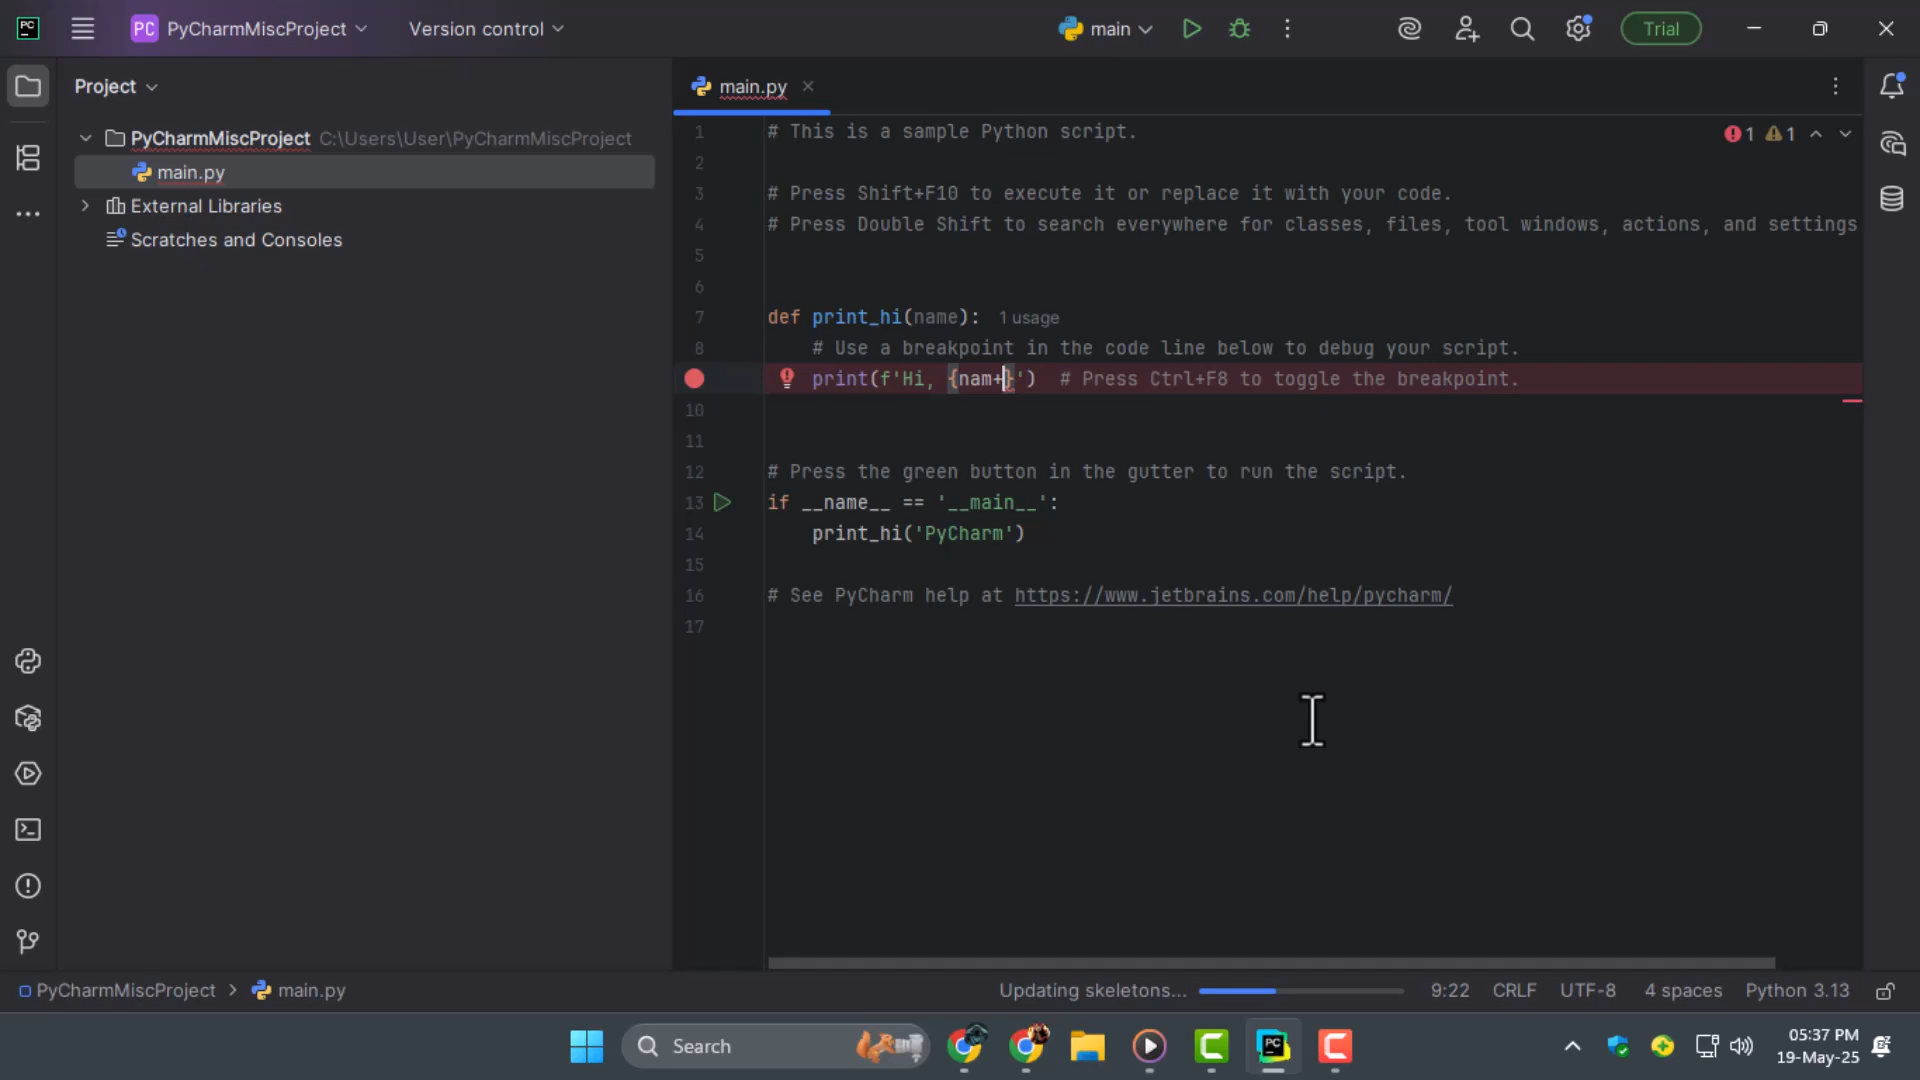 PC PyCharmMiscProject Version control main Trial
Project
main.py
PyCharmMiscProject C:\Users\User\PyCharmMiscProject
main.py
External Libraries
Scratches and Consoles
1 # This is a sample Python script.
1 1
2
3 # Press Shift+F10 to execute it or replace it with your code.
4 # Press Double Shift to search everywhere for classes, files, tool windows, actions, and settings
5
6
7 def print_hi(name): 1 usage
8 # Use a breakpoint in the code line below to debug your script.
print(f'Hi, {nam+}') # Press Ctrl+F8 to toggle the breakpoint.
10
11
12 # Press the green button in the gutter to run the script.
13 if __name__ == '__main__':
14 print_hi('PyCharm')
15
16 # See PyCharm help at https://www.jetbrains.com/help/pycharm/
17
PyCharmMiscProject > main.py Updating skeletons... 9:22 CRLF UTF-8 4 spaces Python 3.13
Search PC
05:37 PM
19-May-25